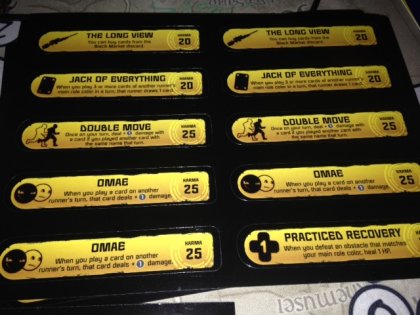 THE LONG VIEW
You can buy cards from the
Black Market discard.
KARMA
20
THE LONG VIEW
You can buy cards from the
Black Market discard.
KARMA
20
JACK OF EVERYTHING
When you play 3 or more cards of another runner's
main role color in a turn, that runner draws 1 card.
KARMA
20
JACK OF EVERYTHING
When you play 3 or more cards of another runner's
main role color in a turn, that runner draws 1 card.
KARMA
20
DOUBLE MOVE
Once on your turn, deal + 1 damage with
a card if you played another card with
the same name that turn.
KARMA
25
DOUBLE MOVE
Once on your turn, deal + 1 damage with
a card if you played another card with
the same name that turn.
KARMA
25
OMAE
When you play a card on another
runner's turn, that card deals + 1 damage.
KARMA
25
OMAE
When you play a card on another
runner's turn, that card deals + 1 damage.
KARMA
25
OMAE
When you play a card on another
runner's turn, that card deals + 1 damage.
KARMA
25
1
PRACTICED RECOVERY
When you defeat an obstacle that matches
your main role color, heal 1 HP.
KARMA
25